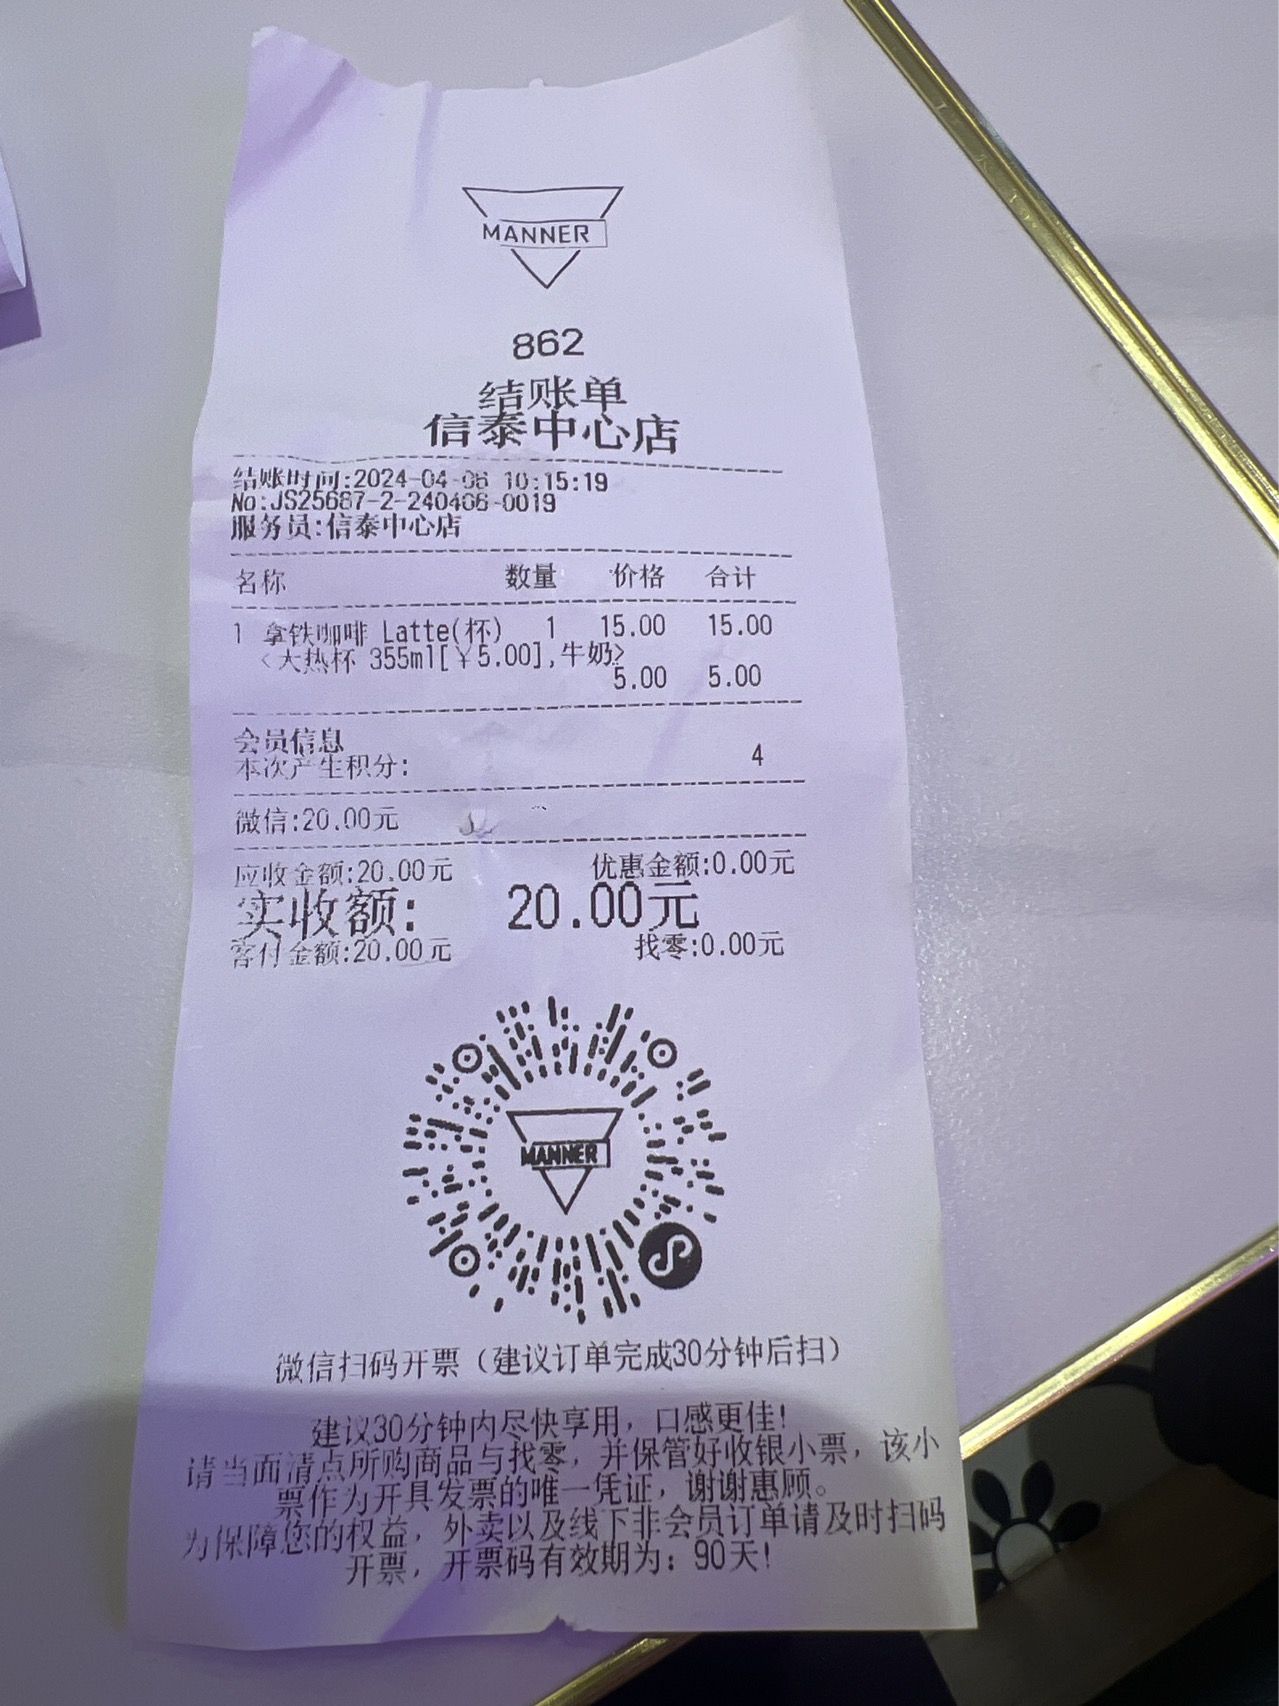 MANNER
862
结账单
信泰中心店
结账时间:2024-04-06 10:15:19
No:JS25687-2-240406-0019
服务员:信泰中心店
名称 数量 价格 合计
1 拿铁咖啡 Latte(杯) 1 15.00 15.00
<大热杯 355ml[￥5.00],牛奶>
5.00 5.00
会员信息
本次产生积分: 4
微信:20.00元
应收金额:20.00元 优惠金额:0.00元
实收额: 20.00元
客付金额:20.00元 找零:0.00元
MANNER
微信扫码开票（建议订单完成30分钟后扫）
建议30分钟内尽快享用，口感更佳！
请当面清点所购商品与找零，并保管好收银小票，该小
票作为开具发票的唯一凭证，谢谢惠顾。
为保障您的权益，外卖以及线下非会员订单请及时扫码
开票，开票码有效期为：90天！